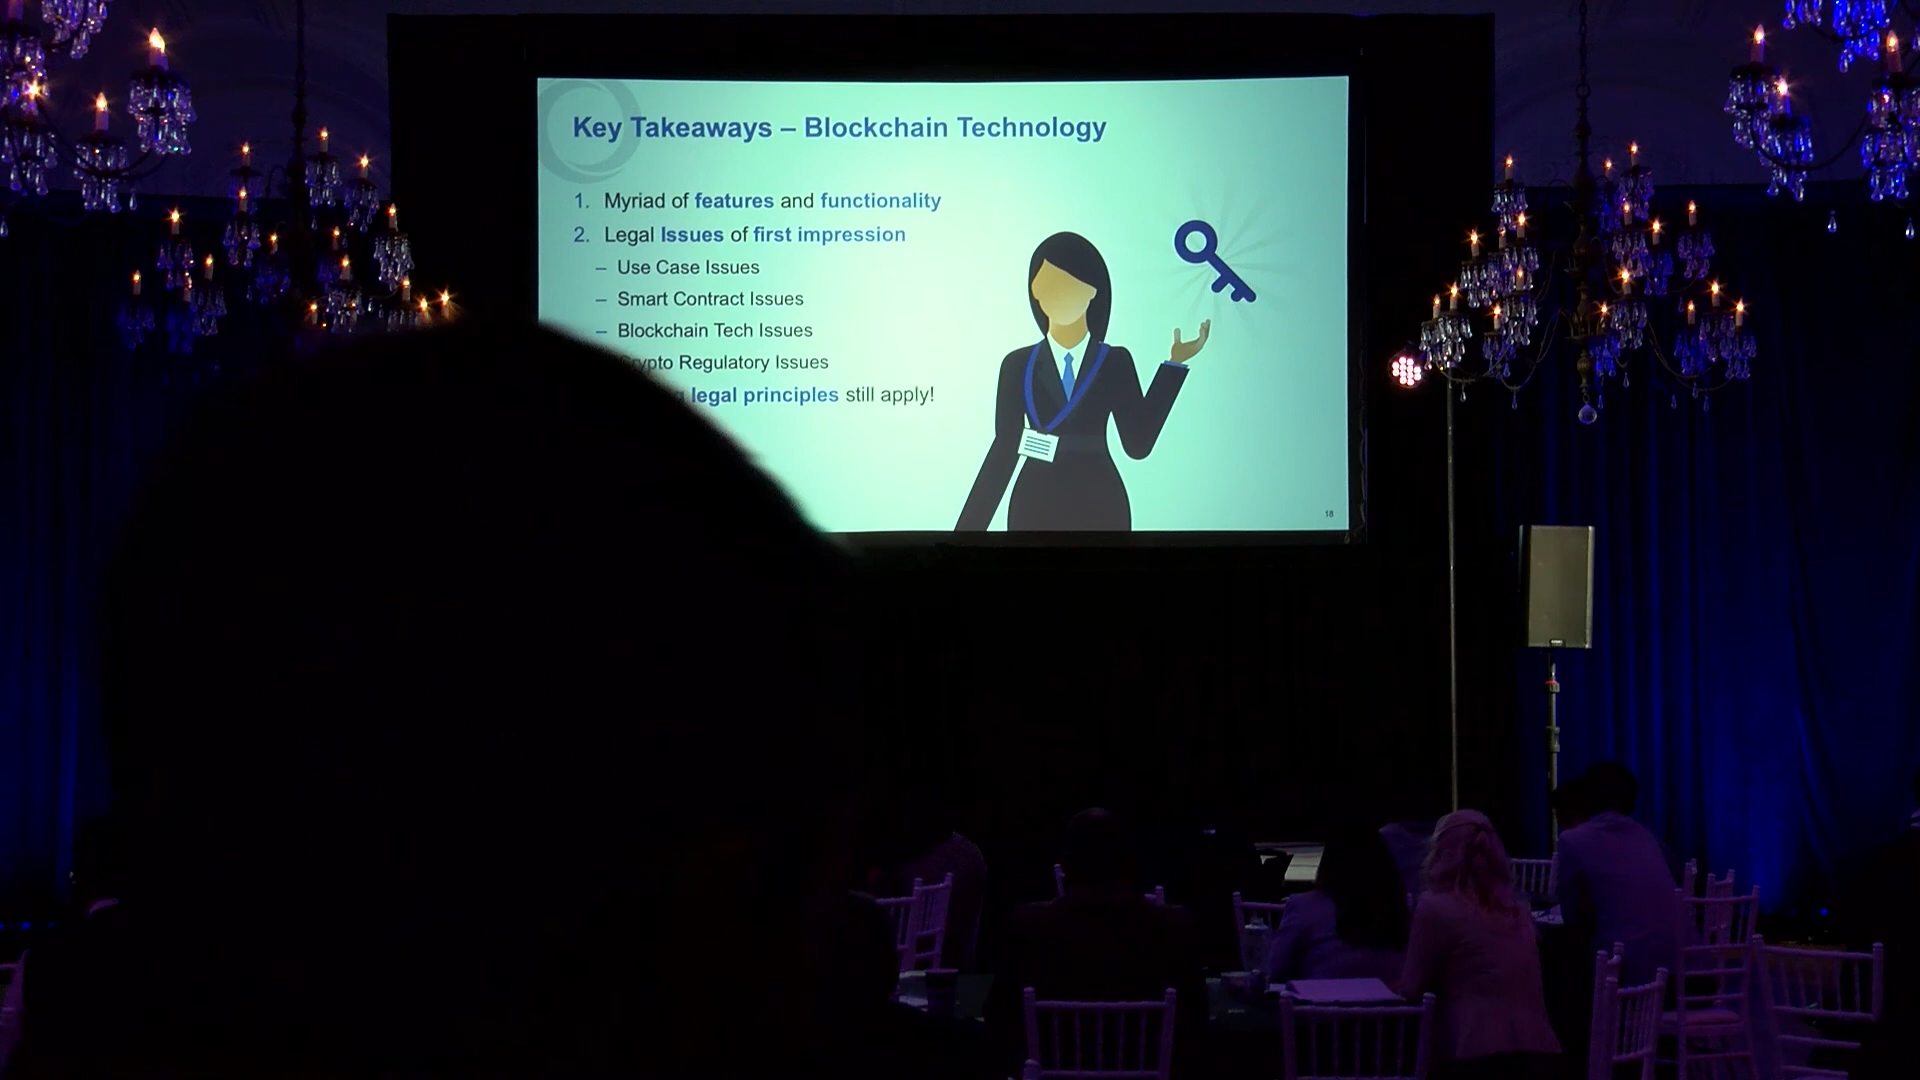 Key Takeaways – Blockchain Technology
1. Myriad of features and functionality
2. Legal Issues of first impression
– Use Case Issues
– Smart Contract Issues
– Blockchain Tech Issues
Crypto Regulatory Issues
legal principles still apply!
18